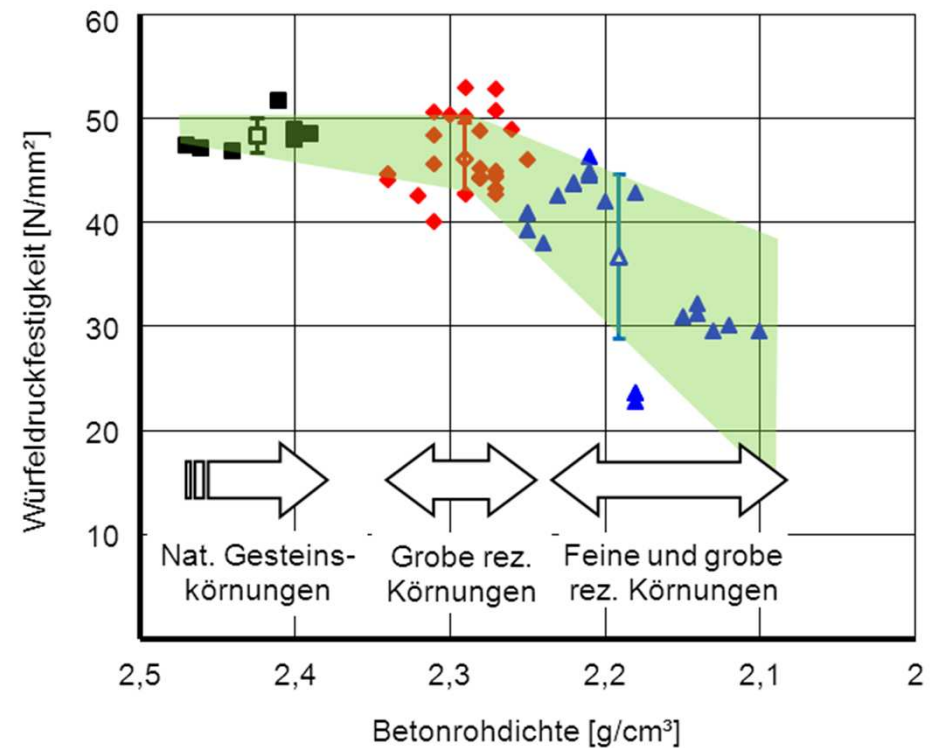 60
50
40
30
20
10
Würfeldruckfestigkeit [N/mm²]
Nat. Gesteins-
körnungen
Grobe rez.
Körnungen
Feine und grobe
rez. Körnungen
2,5
2,4
2,3
2,2
2,1
2
Betonrohdichte [g/cm³]